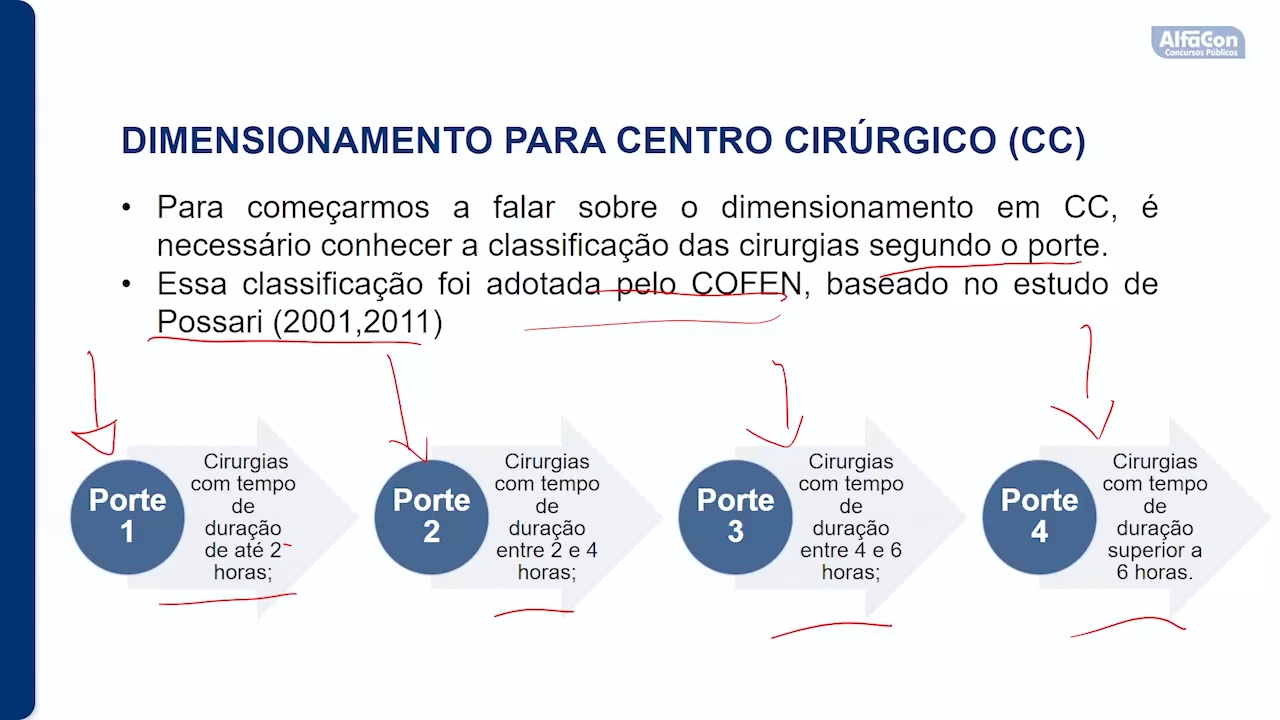 AlfaCon
Concursos Públicos
DIMENSIONAMENTO PARA CENTRO CIRÚRGICO (CC)
• Para começarmos a falar sobre o dimensionamento em CC, é
necessário conhecer a classificação das cirurgias segundo o porte.
• Essa classificação foi adotada pelo COFEN, baseado no estudo de
Possari (2001,2011)
Porte
1
Cirurgias
com tempo
de
duração
de até 2
horas;
Porte
2
Cirurgias
com tempo
de
duração
entre 2 e 4
horas;
Porte
3
Cirurgias
com tempo
de
duração
entre 4 e 6
horas;
Porte
4
Cirurgias
com tempo
de
duração
superior a
6 horas.